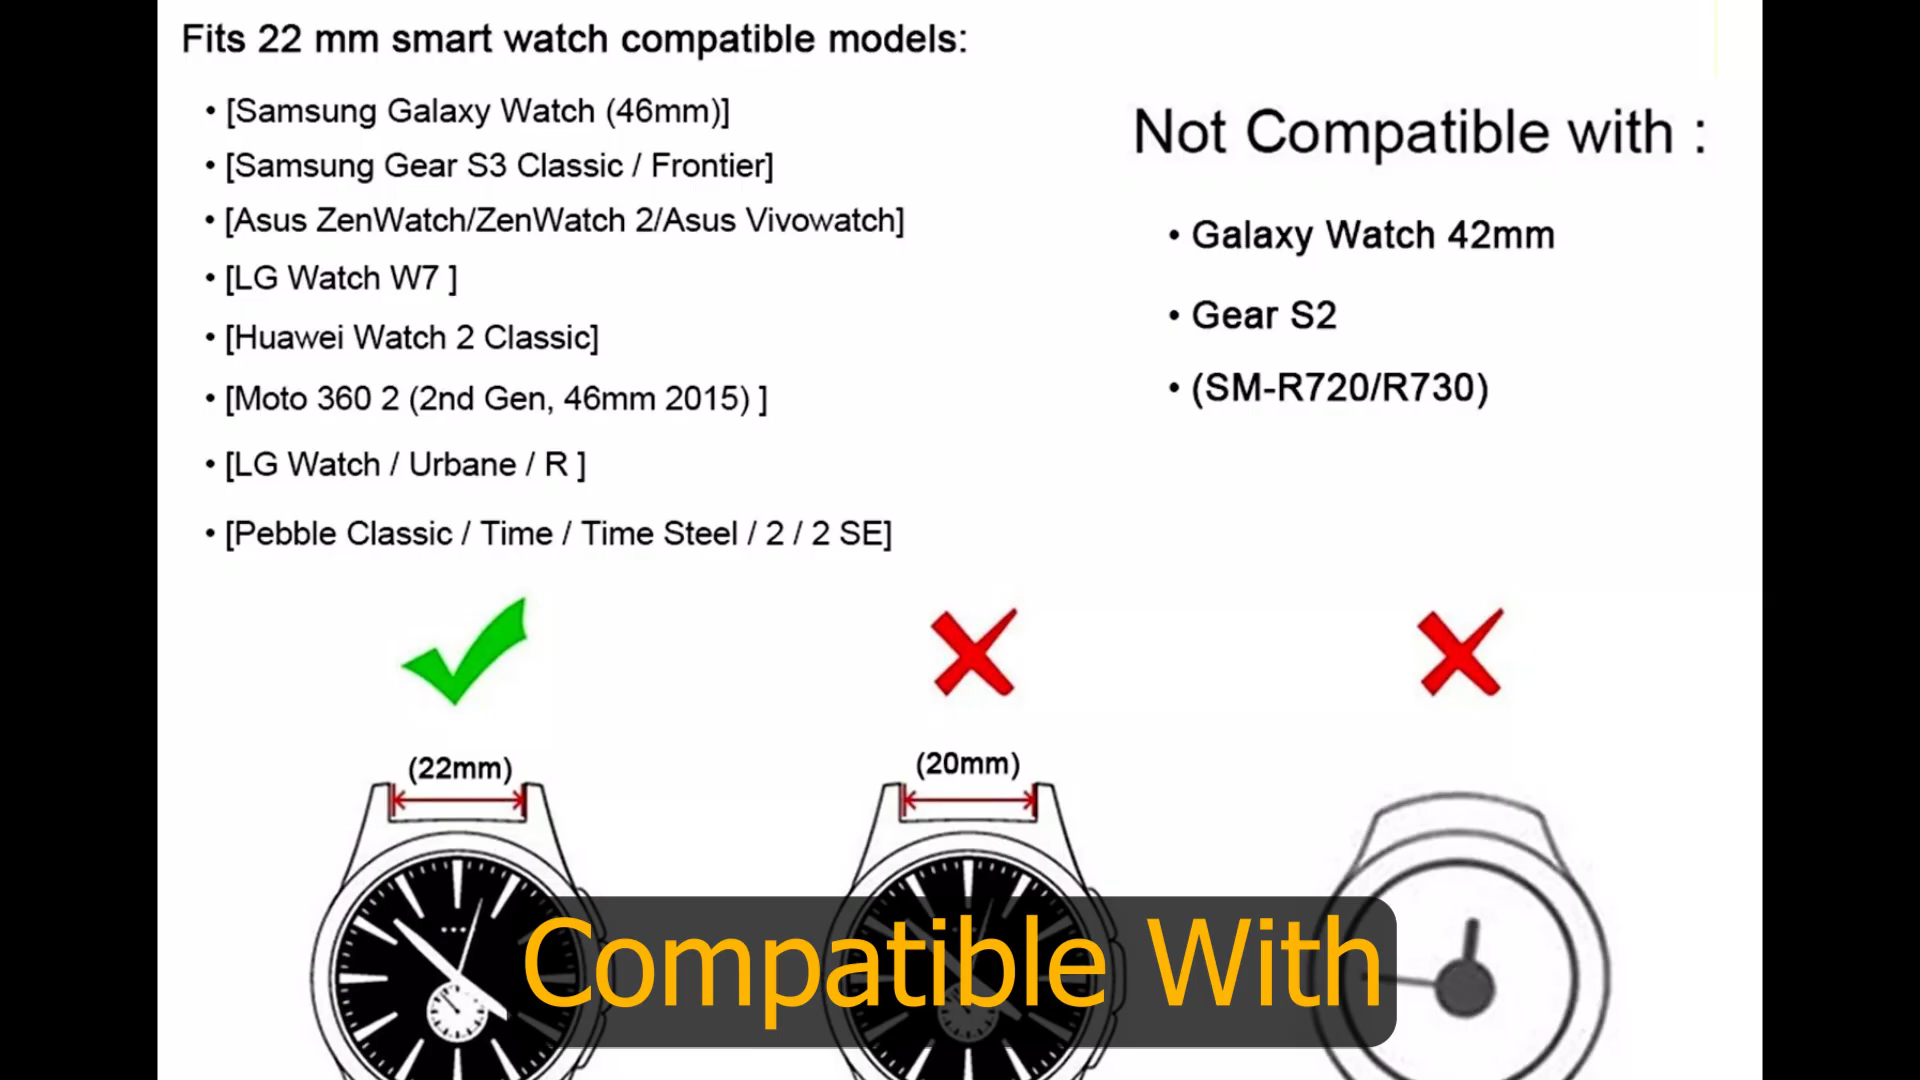 Fits 22 mm smart watch compatible models:
• [Samsung Galaxy Watch (46mm)]
• [Samsung Gear S3 Classic / Frontier]
• [Asus ZenWatch/ZenWatch 2/Asus Vivowatch]
• [LG Watch W7 ]
• [Huawei Watch 2 Classic]
• [Moto 360 2 (2nd Gen, 46mm 2015) ]
• [LG Watch / Urbane / R ]
• [Pebble Classic / Time / Time Steel / 2 / 2 SE]
Not Compatible with :
• Galaxy Watch 42mm
• Gear S2
• (SM-R720/R730)
(22mm)
(20mm)
Compatible With